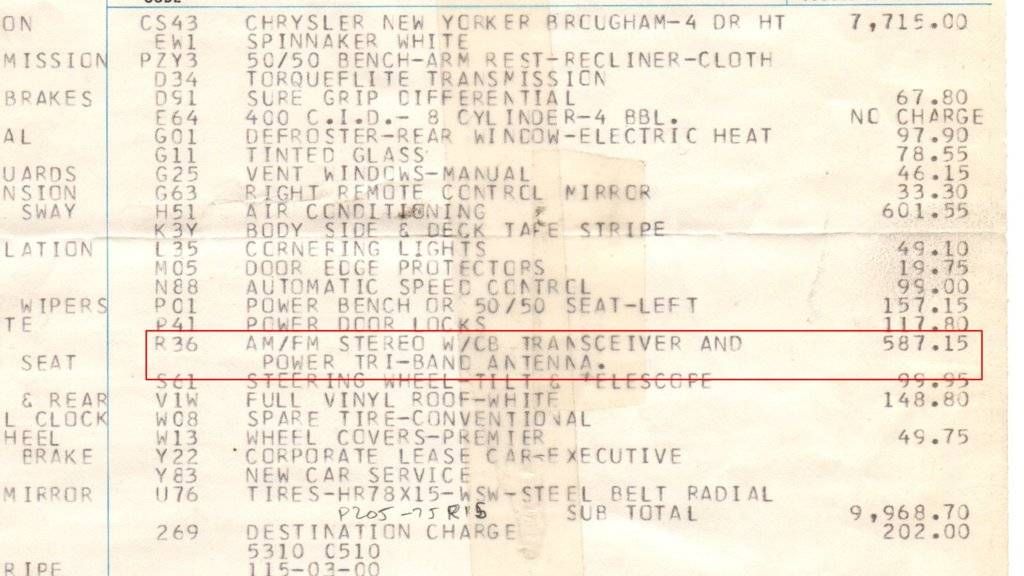 ON CS43 CHRYSLER NEW YORKER BROUGHAM-4 DR HT 7,715.00
EW1 SPINNAKER WHITE
MISSION PZY3 50/50 BENCH-ARM REST-RECLINER-CLOTH
D34 TORQUEFLITE TRANSMISSION
BRAKES D91 SURE GRIP DIFFERENTIAL 67.80
E64 400 C.I.D.- 8 CYLINDER-4 BBL. NO CHARGE
AL G01 DEFROSTER-REAR WINDOW-ELECTRIC HEAT 97.90
G11 TINTED GLASS 78.55
UARDS G25 VENT WINDOWS-MANUAL 46.15
NSION G63 RIGHT REMOTE CONTROL MIRROR 33.30
SWAY H51 AIR CONDITIONING 601.55
K3Y BODY SIDE & DECK TAPE STRIPE
LATION L35 CORNERING LIGHTS 49.10
M05 DOOR EDGE PROTECTORS 19.75
N88 AUTOMATIC SPEED CONTROL 99.00
WIPERS P01 POWER BENCH OR 50/50 SEAT-LEFT 157.15
TE P41 POWER DOOR LOCKS 117.80
R36 AM/FM STEREO W/CB TRANSCEIVER AND 587.15
SEAT POWER TRI-BAND ANTENNA.
S61 STEERING WHEEL-TILT & TELESCOPE 99.95
& REAR V1W FULL VINYL ROOF-WHITE 148.80
L CLOCK W08 SPARE TIRE-CONVENTIONAL
HEEL W13 WHEEL COVERS-PREMIER 49.75
BRAKE Y22 CORPORATE LEASE CAR-EXECUTIVE
Y83 NEW CAR SERVICE
MIRROR U76 TIRES-HR78X15-WSW-STEEL BELT RADIAL
P205-75 R15 SUB TOTAL 9,968.70
269 DESTINATION CHARGE 202.00
5310 C510
RIPE 115-03-00